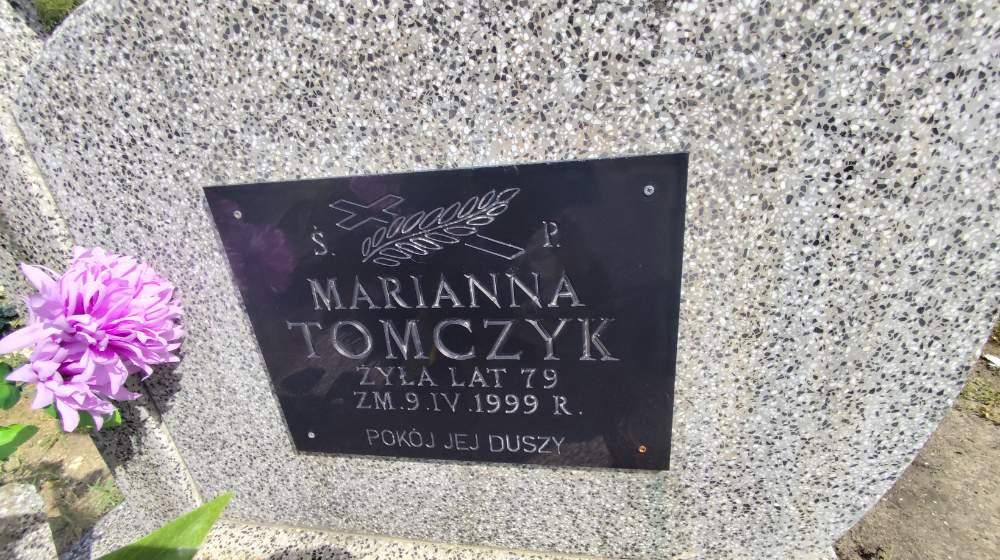 Ś. P.
MARIANNA
TOMCZYK
ŻYŁA LAT 79
ZM.9.IV.1999 R.
POKÓJ JEJ DUSZY